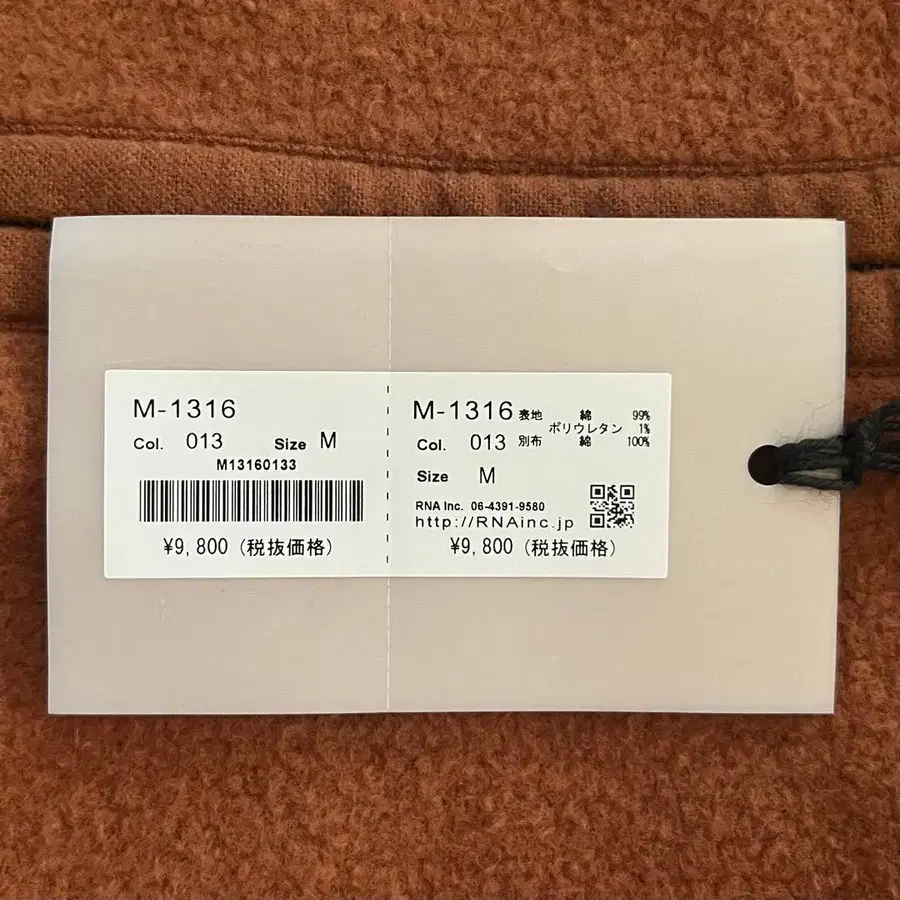 M-1316
Col. 013 Size M
M13160133
¥9,800 (税抜価格)
M-1316 表地 綿 99%
ポリウレタン 1%
Col. 013 別布 綿 100%
Size M
RNA Inc. 06-4391-9580
http://RNAinc.jp
¥9,800 (税抜価格)